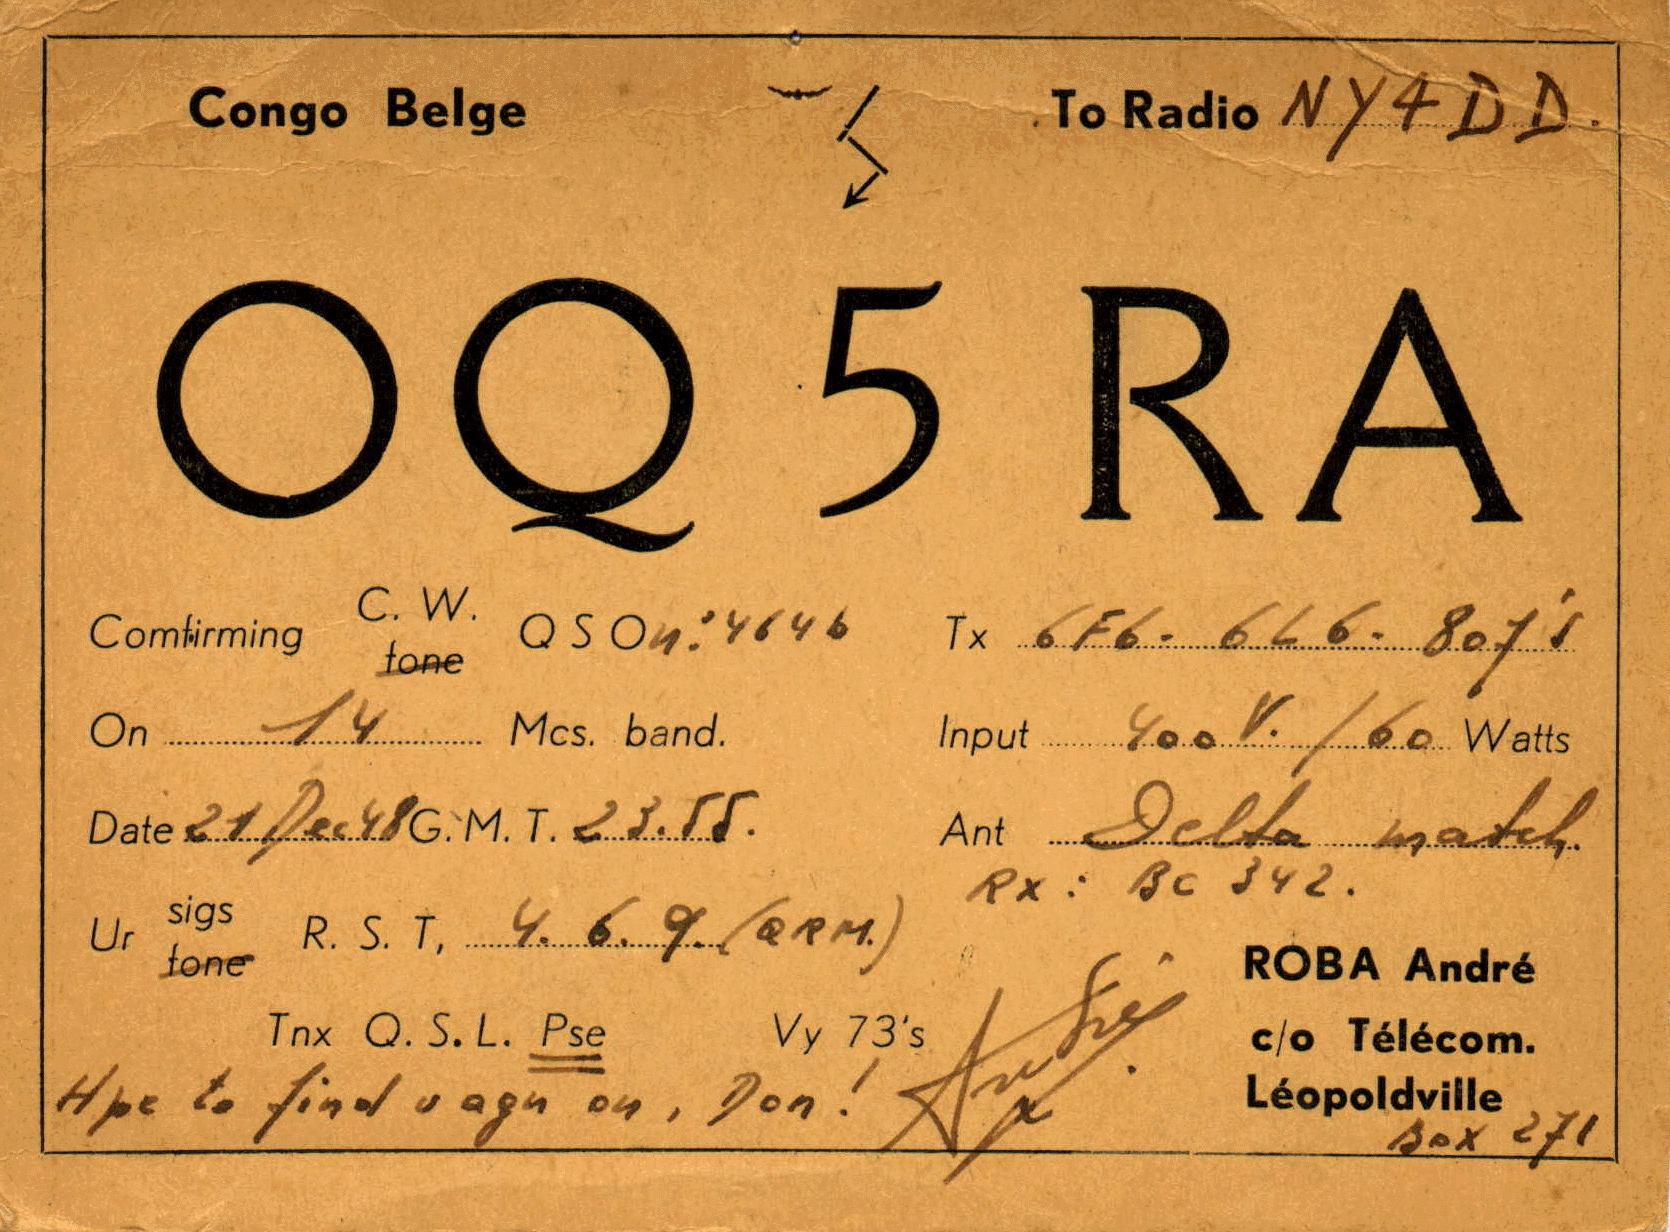 Congo Belge
To Radio NY4DD.
OQ5RA
Comfirming C. W. tone QSO n°: 4646
On 14 Mcs. band.
Date 21 Dec 48 G. M. T. 23.55.
Ur sigs tone R. S. T, 4. 6. 9. (QRM.)
Tnx Q. S. L. Pse Vy 73's
Hpe to find u agn on, Don!
André
Tx 6F6. 6L6. 807's
Input 400 V. / 60 Watts
Ant Delta match.
Rx: BC 342.
ROBA André
c/o Télécom.
Léopoldville
Box 271